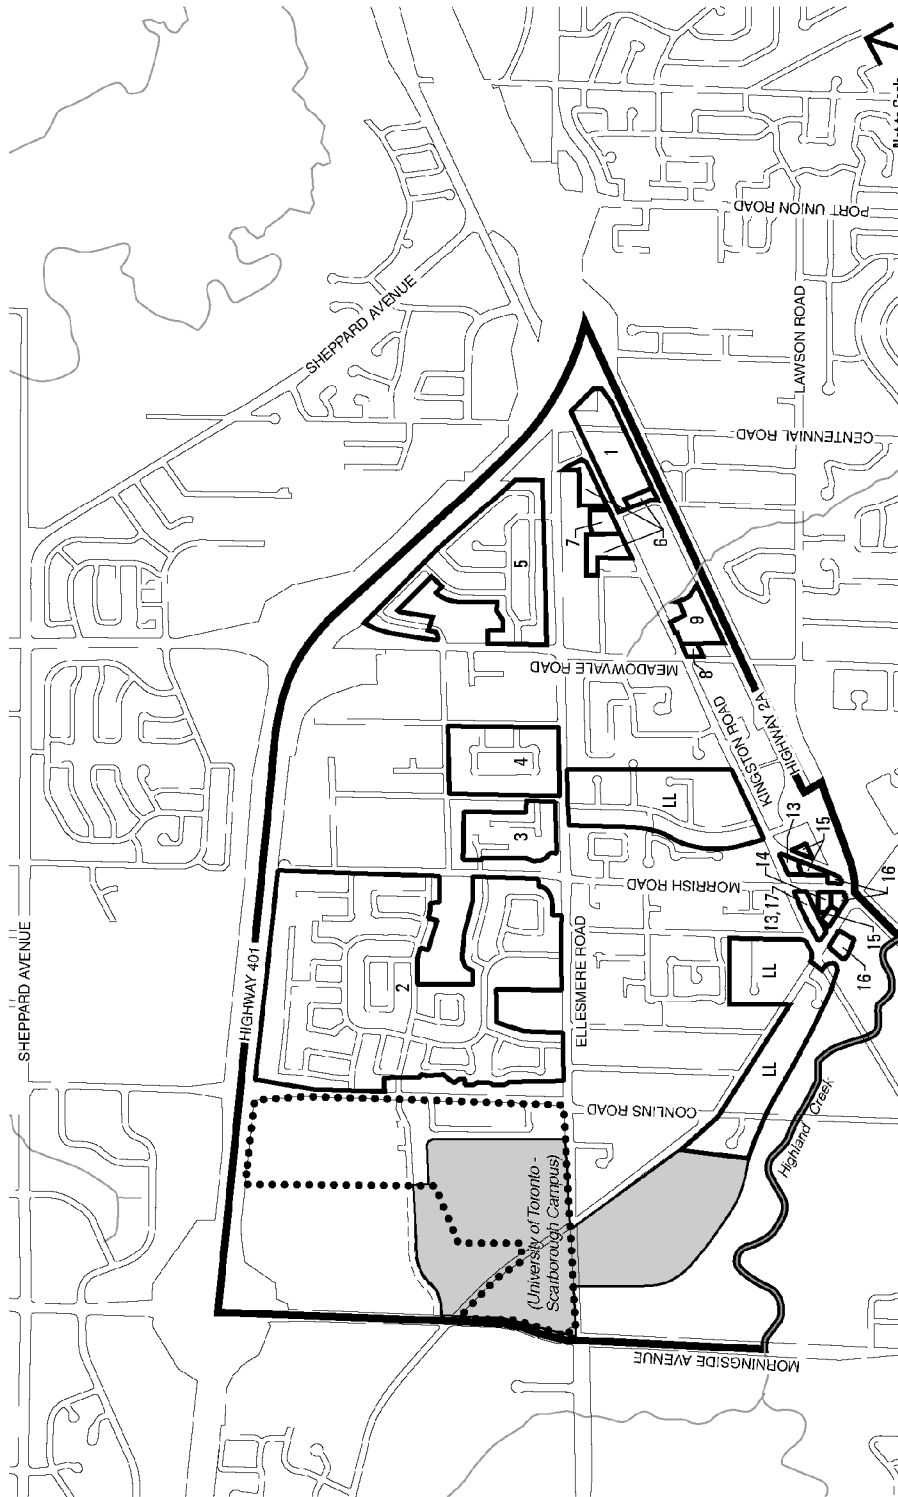 SHEPPARD AVENUE
HIGHWAY 401
SHEPPARD AVENUE
PORT UNION ROAD
LAWSON ROAD
CENTENNIAL ROAD
1
5
7
6
9
8
MEADOWVALE ROAD
KINGSTON ROAD
HIGHWAY 2A
4
3
2
LL
MORRISH ROAD
14
13
15
13,17
16
15
16
LL
LL
ELLESMERE ROAD
CONLINS ROAD
Highland Creek
(University of Toronto -
Scarborough Campus)
MORNINGSIDE AVENUE